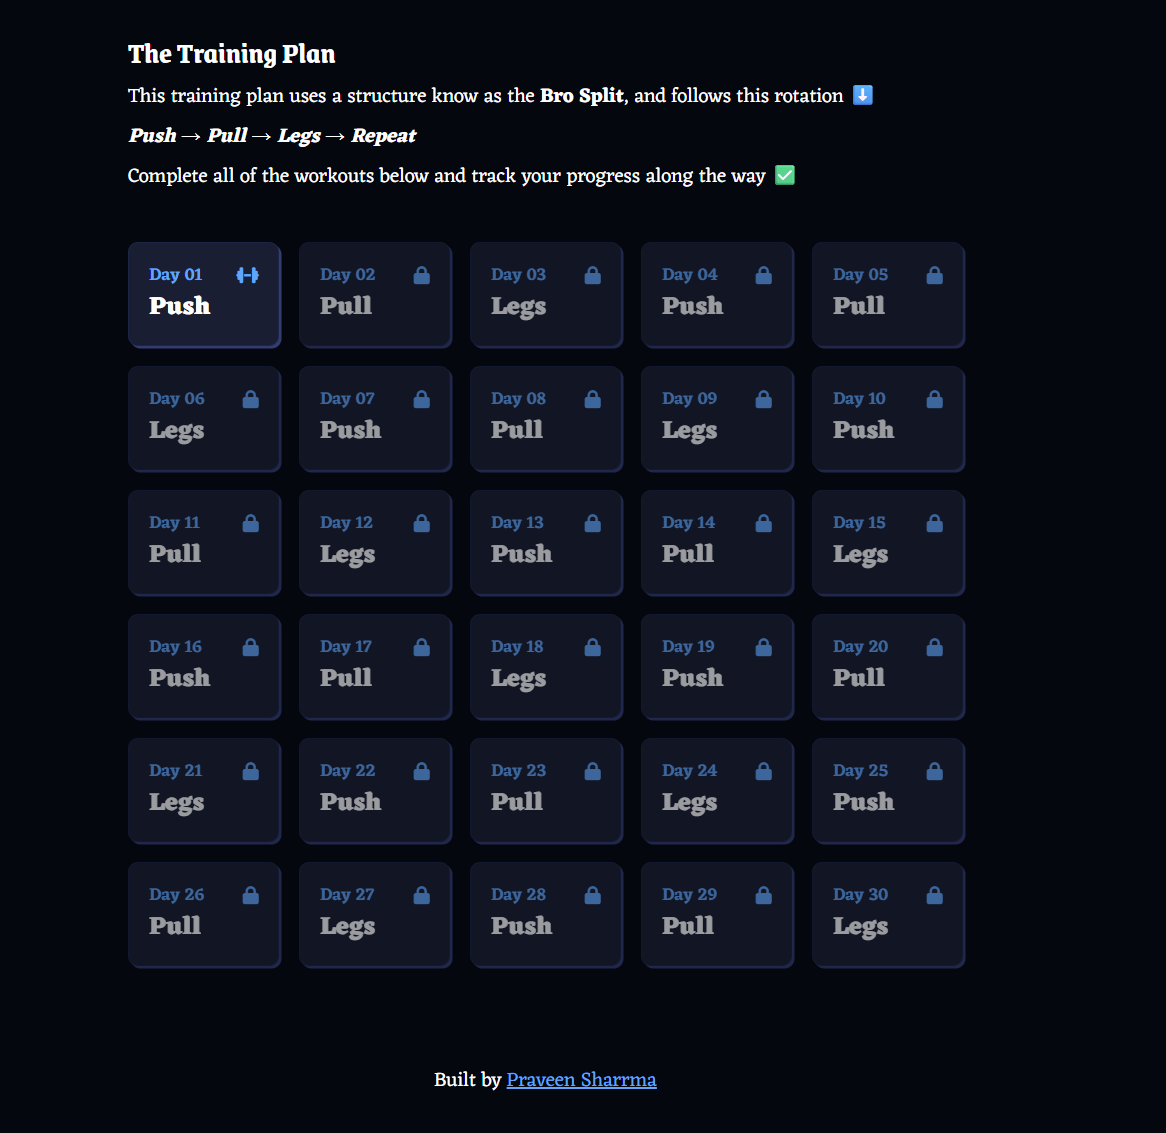 The Training Plan
This training plan uses a structure know as the Bro Split, and follows this rotation ⬇️
Push → Pull → Legs → Repeat
Complete all of the workouts below and track your progress along the way ✅
Day 01
Push
Day 02
Pull
Day 03
Legs
Day 04
Push
Day 05
Pull
Day 06
Legs
Day 07
Push
Day 08
Pull
Day 09
Legs
Day 10
Push
Day 11
Pull
Day 12
Legs
Day 13
Push
Day 14
Pull
Day 15
Legs
Day 16
Push
Day 17
Pull
Day 18
Legs
Day 19
Push
Day 20
Pull
Day 21
Legs
Day 22
Push
Day 23
Pull
Day 24
Legs
Day 25
Push
Day 26
Pull
Day 27
Legs
Day 28
Push
Day 29
Pull
Day 30
Legs
Built by Praveen Sharrma